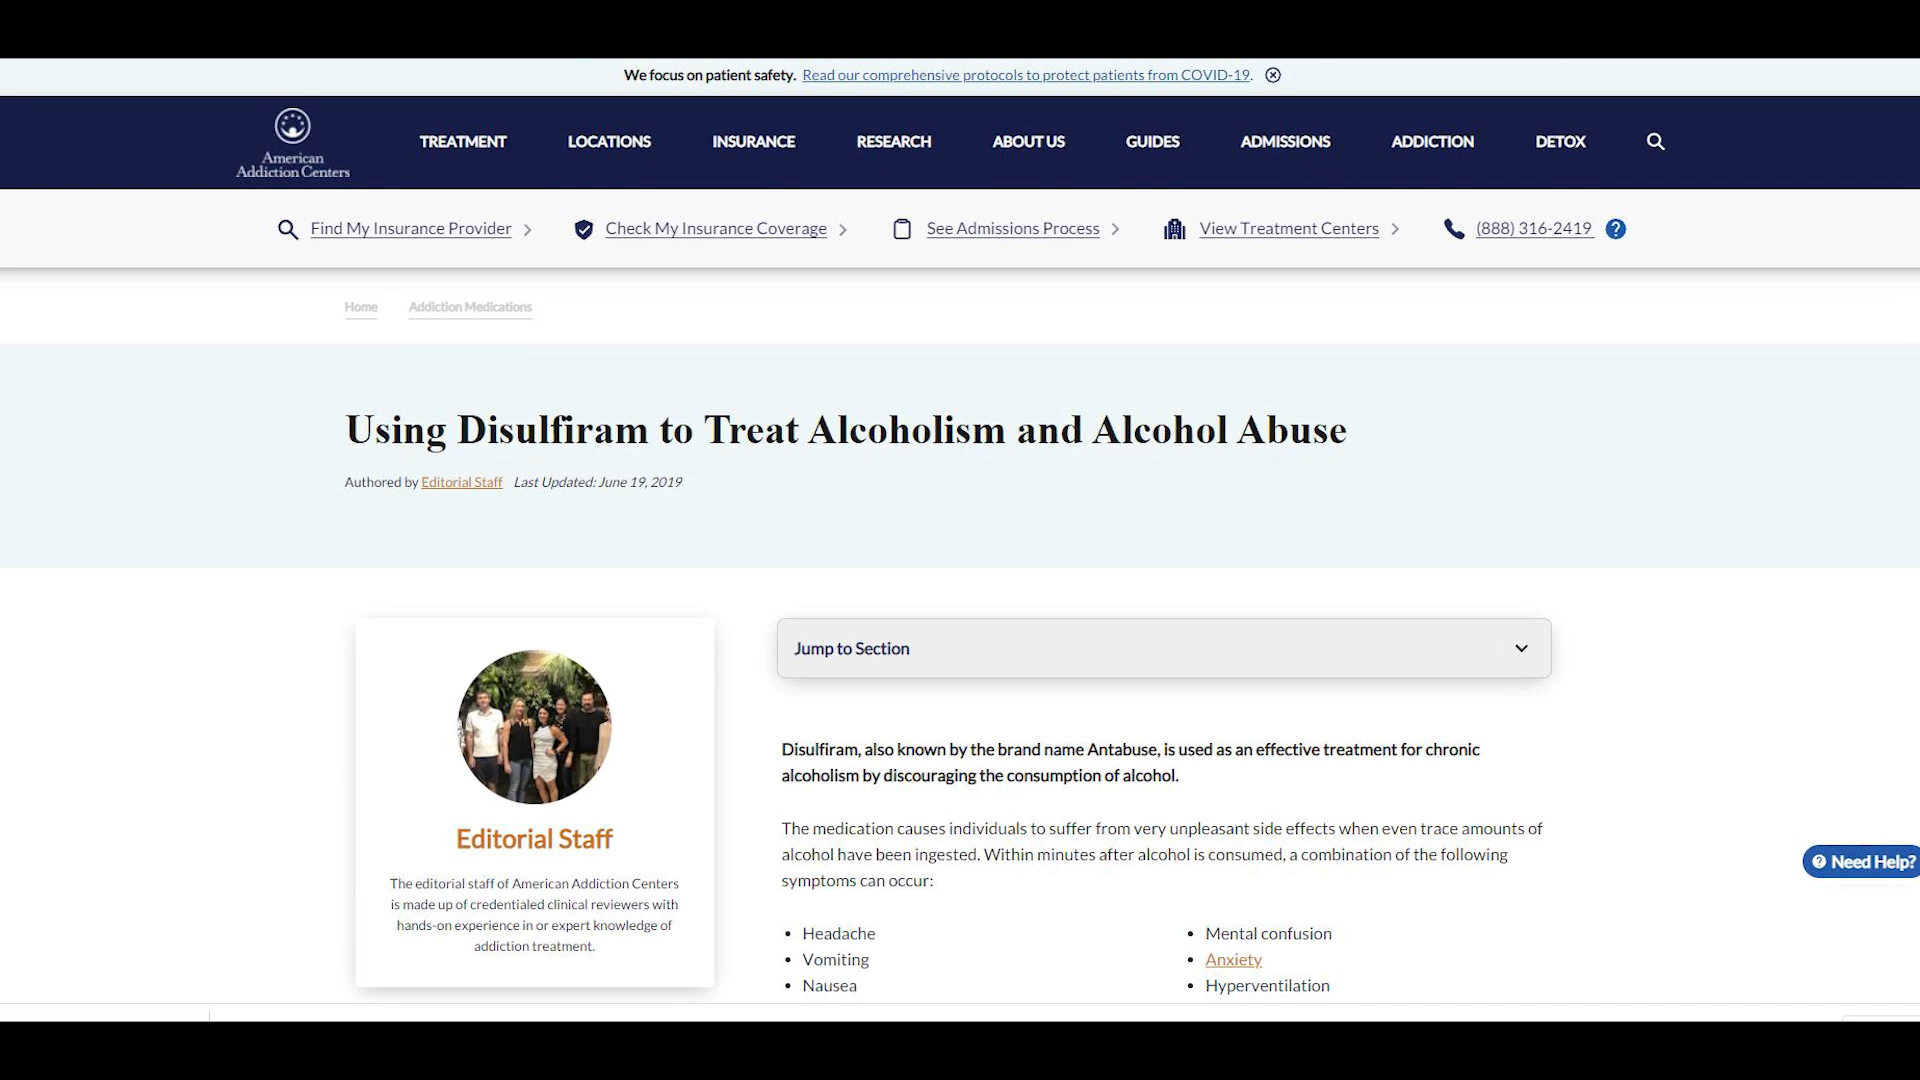 We focus on patient safety. Read our comprehensive protocols to protect patients from COVID-19.
American
Addiction Centers
TREATMENT LOCATIONS INSURANCE RESEARCH ABOUT US GUIDES ADMISSIONS ADDICTION DETOX
Find My Insurance Provider Check My Insurance Coverage See Admissions Process View Treatment Centers (888) 316-2419 ?
Home Addiction Medications
Using Disulfiram to Treat Alcoholism and Alcohol Abuse
Authored by Editorial Staff Last Updated: June 19, 2019
Editorial Staff
The editorial staff of American Addiction Centers
is made up of credentialed clinical reviewers with
hands-on experience in or expert knowledge of
addiction treatment.
Jump to Section
Disulfiram, also known by the brand name Antabuse, is used as an effective treatment for chronic
alcoholism by discouraging the consumption of alcohol.
The medication causes individuals to suffer from very unpleasant side effects when even trace amounts of
alcohol have been ingested. Within minutes after alcohol is consumed, a combination of the following
symptoms can occur:
• Headache
• Vomiting
• Nausea
• Mental confusion
• Anxiety
• Hyperventilation
? Need Help?